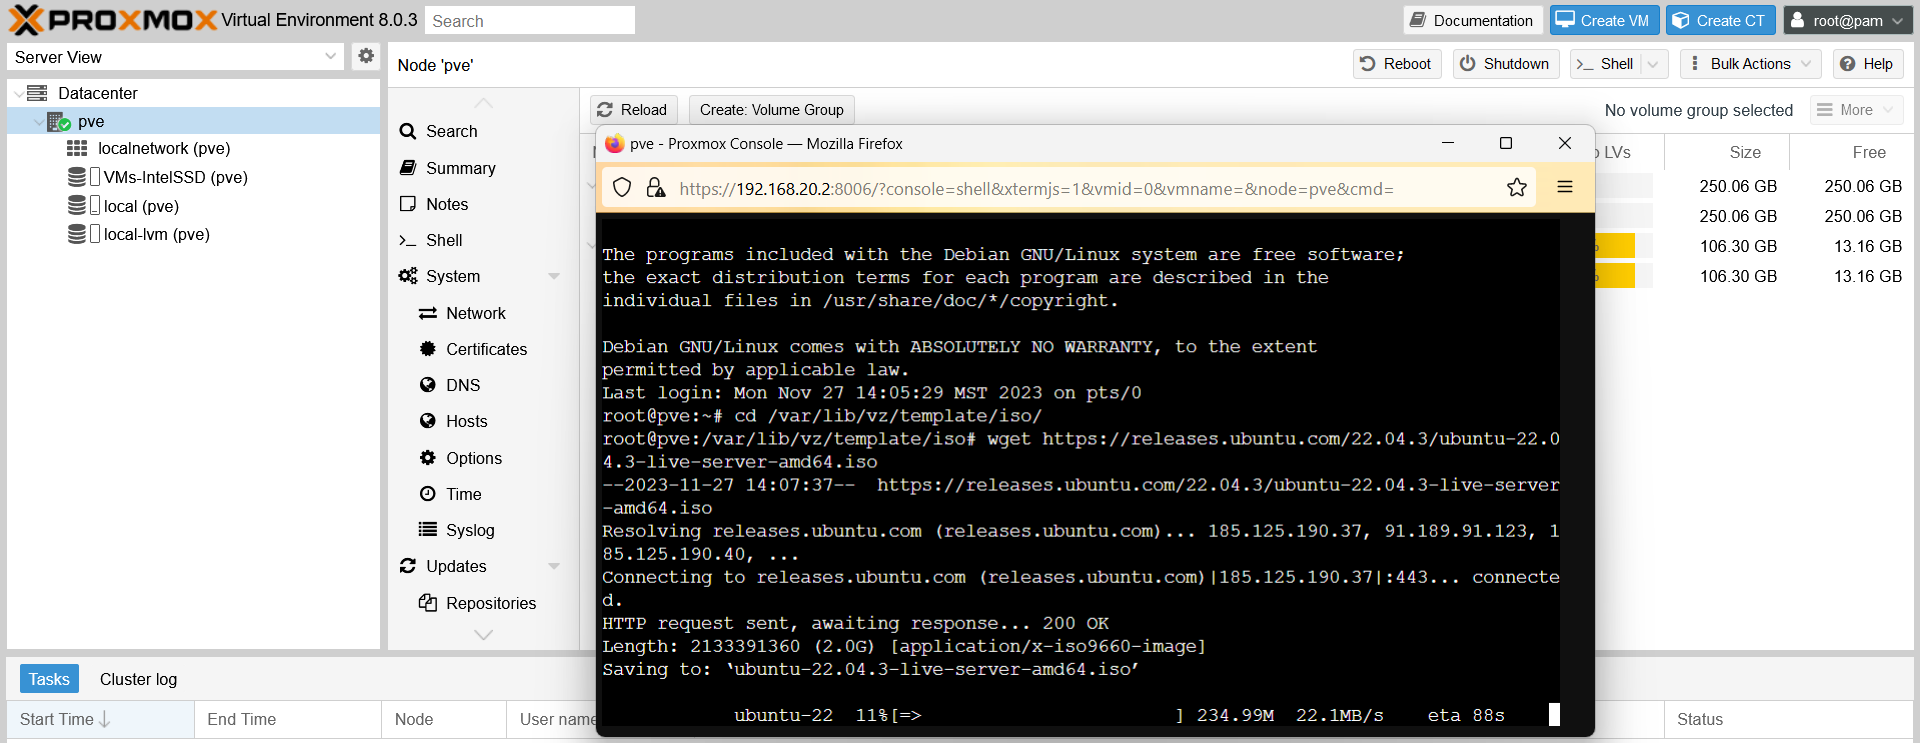 PROXMOX Virtual Environment 8.0.3 Search
Documentation Create VM Create CT root@pam
Server View
Node 'pve'
Reboot Shutdown >_ Shell Bulk Actions Help
Datacenter
pve
localnetwork (pve)
VMs-IntelSSD (pve)
local (pve)
local-lvm (pve)
Search
Summary
Notes
>_ Shell
System
Network
Certificates
DNS
Hosts
Options
Time
Syslog
Updates
Repositories
Reload Create: Volume Group
No volume group selected More
LVs Size Free
250.06 GB 250.06 GB
250.06 GB 250.06 GB
106.30 GB 13.16 GB
106.30 GB 13.16 GB
pve - Proxmox Console — Mozilla Firefox
https://192.168.20.2:8006/?console=shell&xtermjs=1&vmid=0&vmname=&node=pve&cmd=
The programs included with the Debian GNU/Linux system are free software;
the exact distribution terms for each program are described in the
individual files in /usr/share/doc/*/copyright.
Debian GNU/Linux comes with ABSOLUTELY NO WARRANTY, to the extent
permitted by applicable law.
Last login: Mon Nov 27 14:05:29 MST 2023 on pts/0
root@pve:~# cd /var/lib/vz/template/iso/
root@pve:/var/lib/vz/template/iso# wget https://releases.ubuntu.com/22.04.3/ubuntu-22.0
4.3-live-server-amd64.iso
--2023-11-27 14:07:37--  https://releases.ubuntu.com/22.04.3/ubuntu-22.04.3-live-server
-amd64.iso
Resolving releases.ubuntu.com (releases.ubuntu.com)... 185.125.190.37, 91.189.91.123, 1
85.125.190.40, ...
Connecting to releases.ubuntu.com (releases.ubuntu.com)|185.125.190.37|:443... connecte
d.
HTTP request sent, awaiting response... 200 OK
Length: 2133391360 (2.0G) [application/x-iso9660-image]
Saving to: ‘ubuntu-22.04.3-live-server-amd64.iso’
ubuntu-22 11%[=> ] 234.99M 22.1MB/s eta 88s
Tasks Cluster log
Start Time End Time Node User name Status